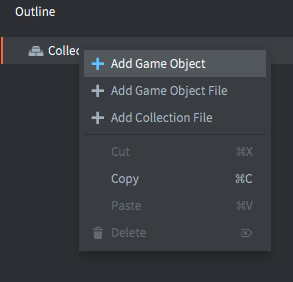 Outline
Collec
Add Game Object
Add Game Object File
Add Collection File
Cut ⌘X
Copy ⌘C
Paste ⌘V
Delete ⌦